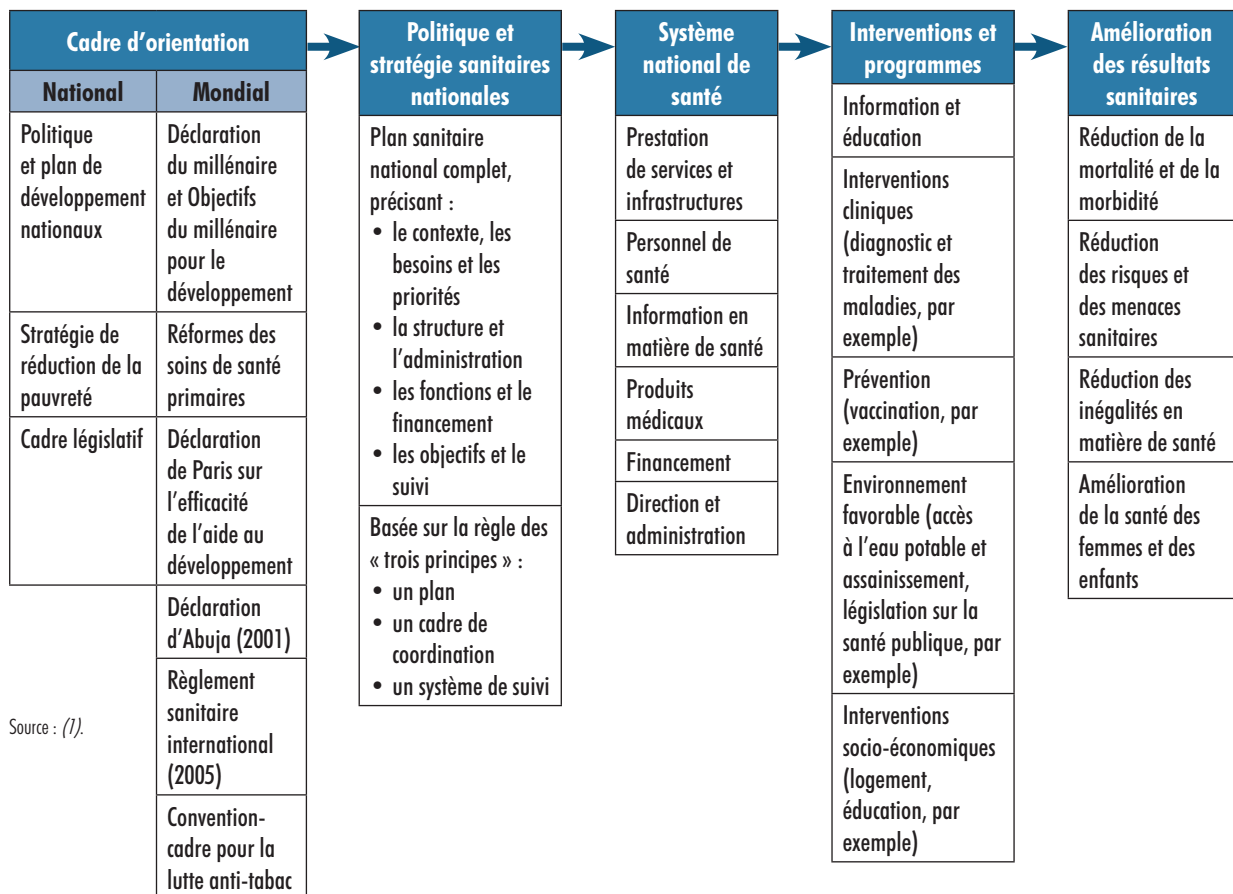 Cadre d'orientation
National
Mondial
Politique
et plan de
développement
nationaux
Déclaration
du millénaire
et Objectifs
du millénaire
pour le
développement
Stratégie de
réduction de la
pauvreté
Réformes des
soins de santé
primaires
Cadre législatif
Déclaration
de Paris sur
l'efficacité
de l'aide au
développement
Déclaration
d'Abuja (2001)
Règlement
sanitaire
international
(2005)
Convention-
cadre pour la
lutte anti-tabac
Source : (1).
Politique et
stratégie sanitaires
nationales
Plan sanitaire
national complet,
précisant :
• le contexte, les
besoins et les
priorités
• la structure et
l'administration
• les fonctions et le
financement
• les objectifs et le
suivi
Basée sur la règle des
« trois principes » :
• un plan
• un cadre de
coordination
• un système de suivi
Système
national de
santé
Prestation
de services et
infrastructures
Personnel de
santé
Information en
matière de santé
Produits
médicaux
Financement
Direction et
administration
Interventions et
programmes
Information et
éducation
Interventions
cliniques
(diagnostic et
traitement des
maladies, par
exemple)
Prévention
(vaccination, par
exemple)
Environnement
favorable (accès
à l'eau potable et
assainissement,
législation sur la
santé publique, par
exemple)
Interventions
socio-économiques
(logement,
éducation, par
exemple)
Amélioration
des résultats
sanitaires
Réduction de la
mortalité et de la
morbidité
Réduction
des risques et
des menaces
sanitaires
Réduction des
inégalités en
matière de santé
Amélioration
de la santé des
femmes et des
enfants